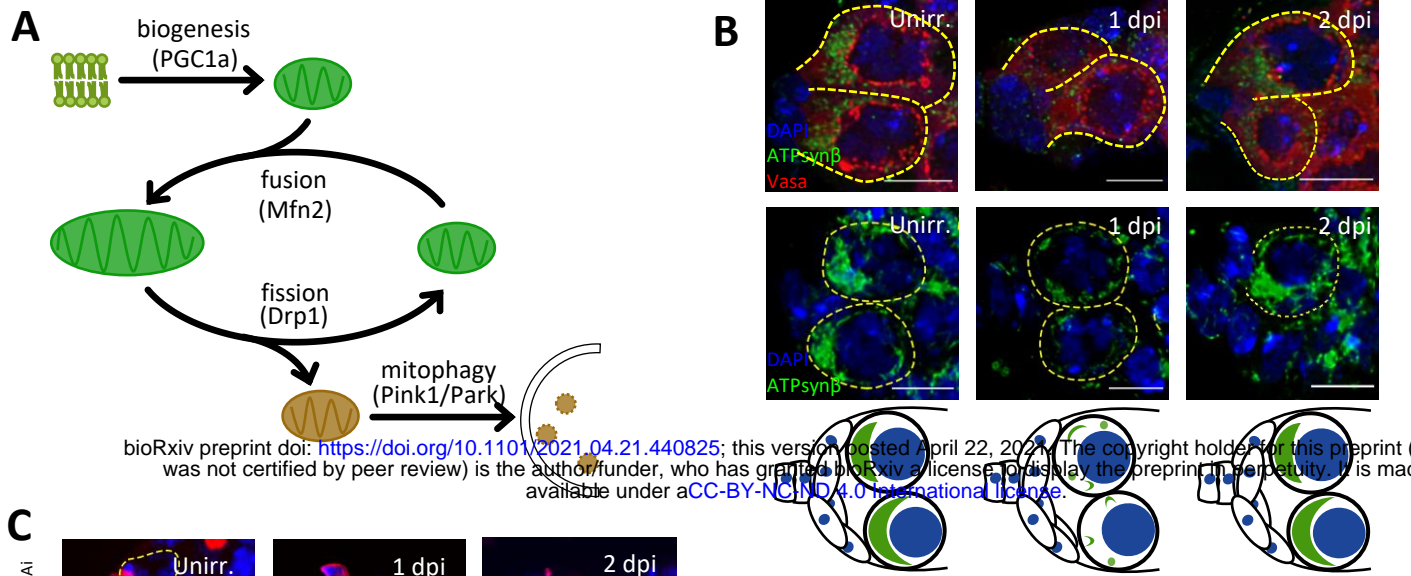 A
biogenesis
(PGC1a)
fusion
(Mfn2)
fission
(Drp1)
mitophagy
(Pink1/Park)
B
Unirr.
1 dpi
2 dpi
DAPI
ATPsynβ
Vasa
Unirr.
1 dpi
2 dpi
DAPI
ATPsynβ
bioRxiv preprint doi: https://doi.org/10.1101/2021.04.21.440825; this version posted April 22, 2021. The copyright holder for this preprint (
was not certified by peer review) is the author/funder, who has granted bioRxiv a license to display the preprint in perpetuity. It is mad
available under aCC-BY-NC-ND 4.0 International license.
C
Ai
Unirr.
1 dpi
2 dpi